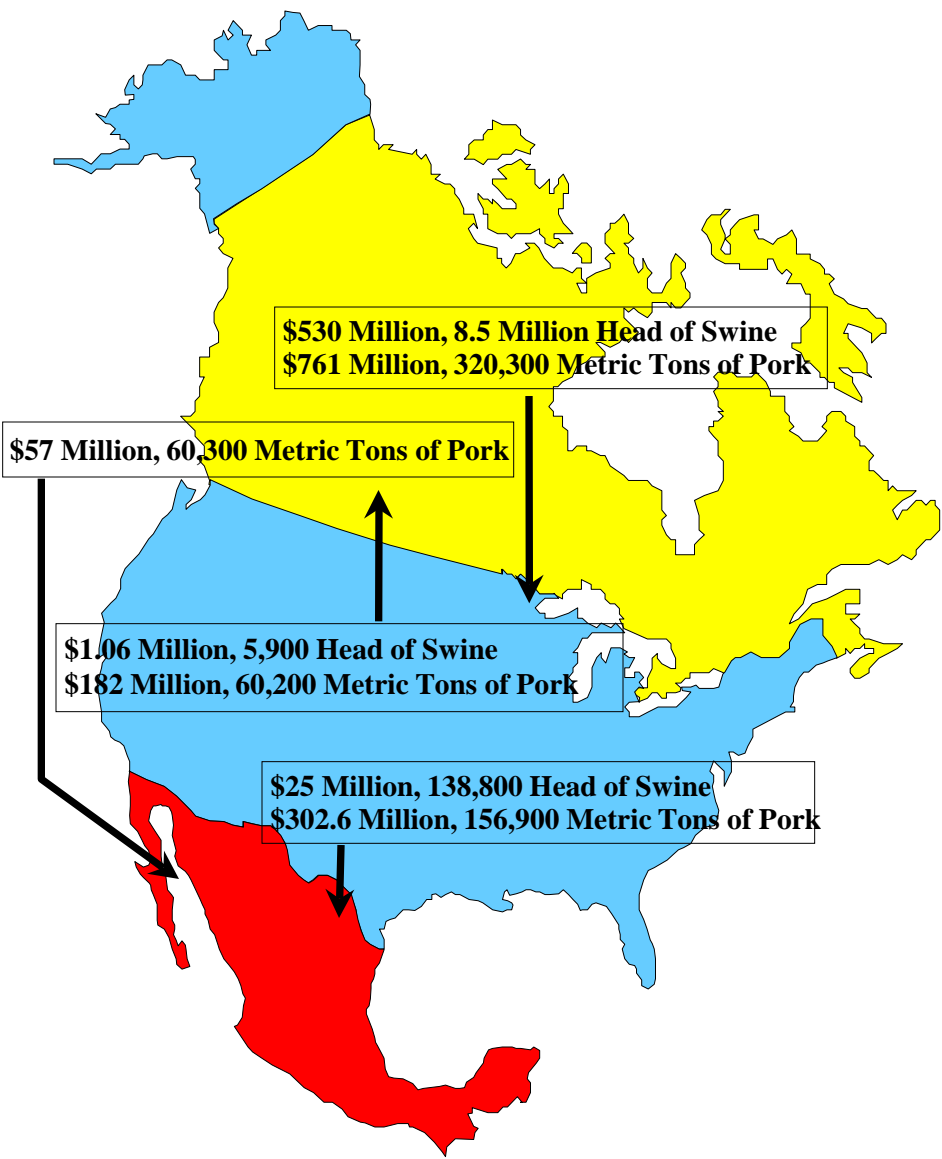 $530 Million, 8.5 Million Head of Swine
$761 Million, 320,300 Metric Tons of Pork
$57 Million, 60,300 Metric Tons of Pork
$1.06 Million, 5,900 Head of Swine
$182 Million, 60,200 Metric Tons of Pork
$25 Million, 138,800 Head of Swine
$302.6 Million, 156,900 Metric Tons of Pork